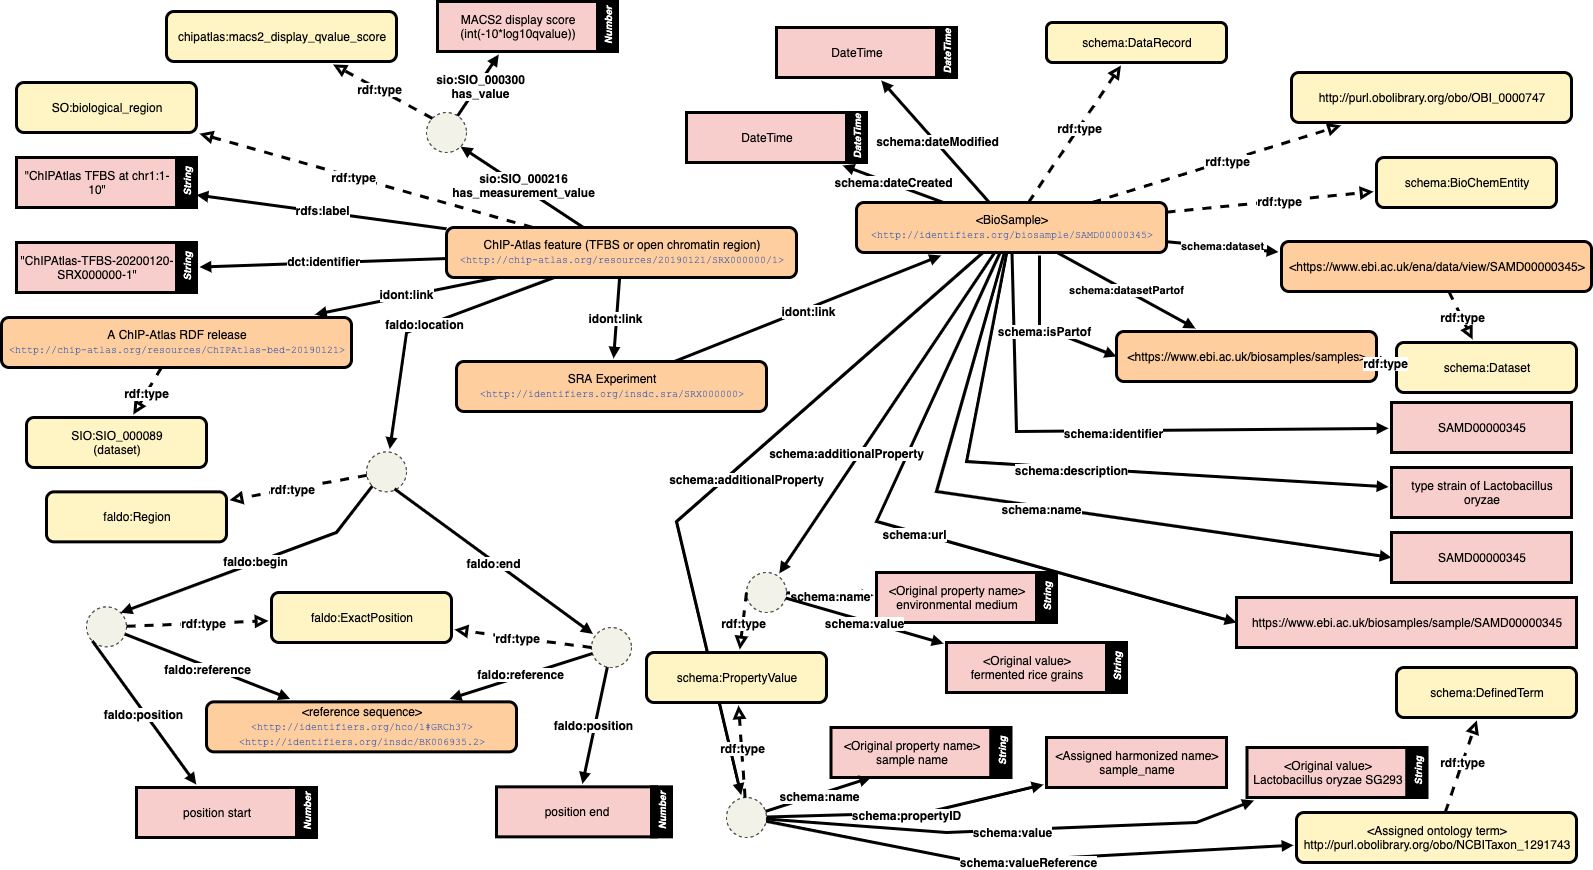 chipatlas:macs2_display_qvalue_score
MACS2 display score
(int(-10*log10qvalue))
Number
rdf:type
sio:SIO_000300
has_value
SO:biological_region
rdf:type
sio:SIO_000216
has_measurement_value
"ChIPAtlas TFBS at chr1:1-
10"
String
rdfs:label
ChIP-Atlas feature (TFBS or open chromatin region)
<http://chip-atlas.org/resources/20190121/SRX000000/1>
"ChIPAtlas-TFBS-20200120-
SRX000000-1"
String
dct:identifier
idont:link
faldo:location
idont:link
A ChIP-Atlas RDF release
<http://chip-atlas.org/resources/ChIPAtlas-bed-20190121>
rdf:type
SIO:SIO_000089
(dataset)
SRA Experiment
<http://identifiers.org/insdc.sra/SRX000000>
idont:link
rdf:type
faldo:Region
faldo:begin
faldo:end
rdf:type
faldo:ExactPosition
rdf:type
faldo:reference
faldo:reference
<reference sequence>
<http://identifiers.org/hco/1#GRCh37>
<http://identifiers.org/insdc/BK006935.2>
faldo:position
faldo:position
position start
Number
position end
Number
DateTime
DateTime
schema:DataRecord
DateTime
DateTime
schema:dateModified
schema:dateCreated
rdf:type
http://purl.obolibrary.org/obo/OBI_0000747
rdf:type
schema:BioChemEntity
rdf:type
<BioSample>
<http://identifiers.org/biosample/SAMD00000345>
schema:dataset
<https://www.ebi.ac.uk/ena/data/view/SAMD00000345>
rdf:type
schema:datasetPartof
schema:isPartof
<https://www.ebi.ac.uk/biosamples/samples>
rdf:type
schema:Dataset
schema:identifier
SAMD00000345
schema:description
type strain of Lactobacillus
oryzae
schema:name
SAMD00000345
schema:url
https://www.ebi.ac.uk/biosamples/sample/SAMD00000345
schema:additionalProperty
schema:additionalProperty
schema:name
<Original property name>
environmental medium
String
rdf:type
schema:value
<Original value>
fermented rice grains
String
schema:PropertyValue
rdf:type
<Original property name>
sample name
String
schema:name
<Assigned harmonized name>
sample_name
schema:propertyID
<Original value>
Lactobacillus oryzae SG293
String
schema:value
schema:DefinedTerm
rdf:type
<Assigned ontology term>
http://purl.obolibrary.org/obo/NCBITaxon_1291743
schema:valueReference